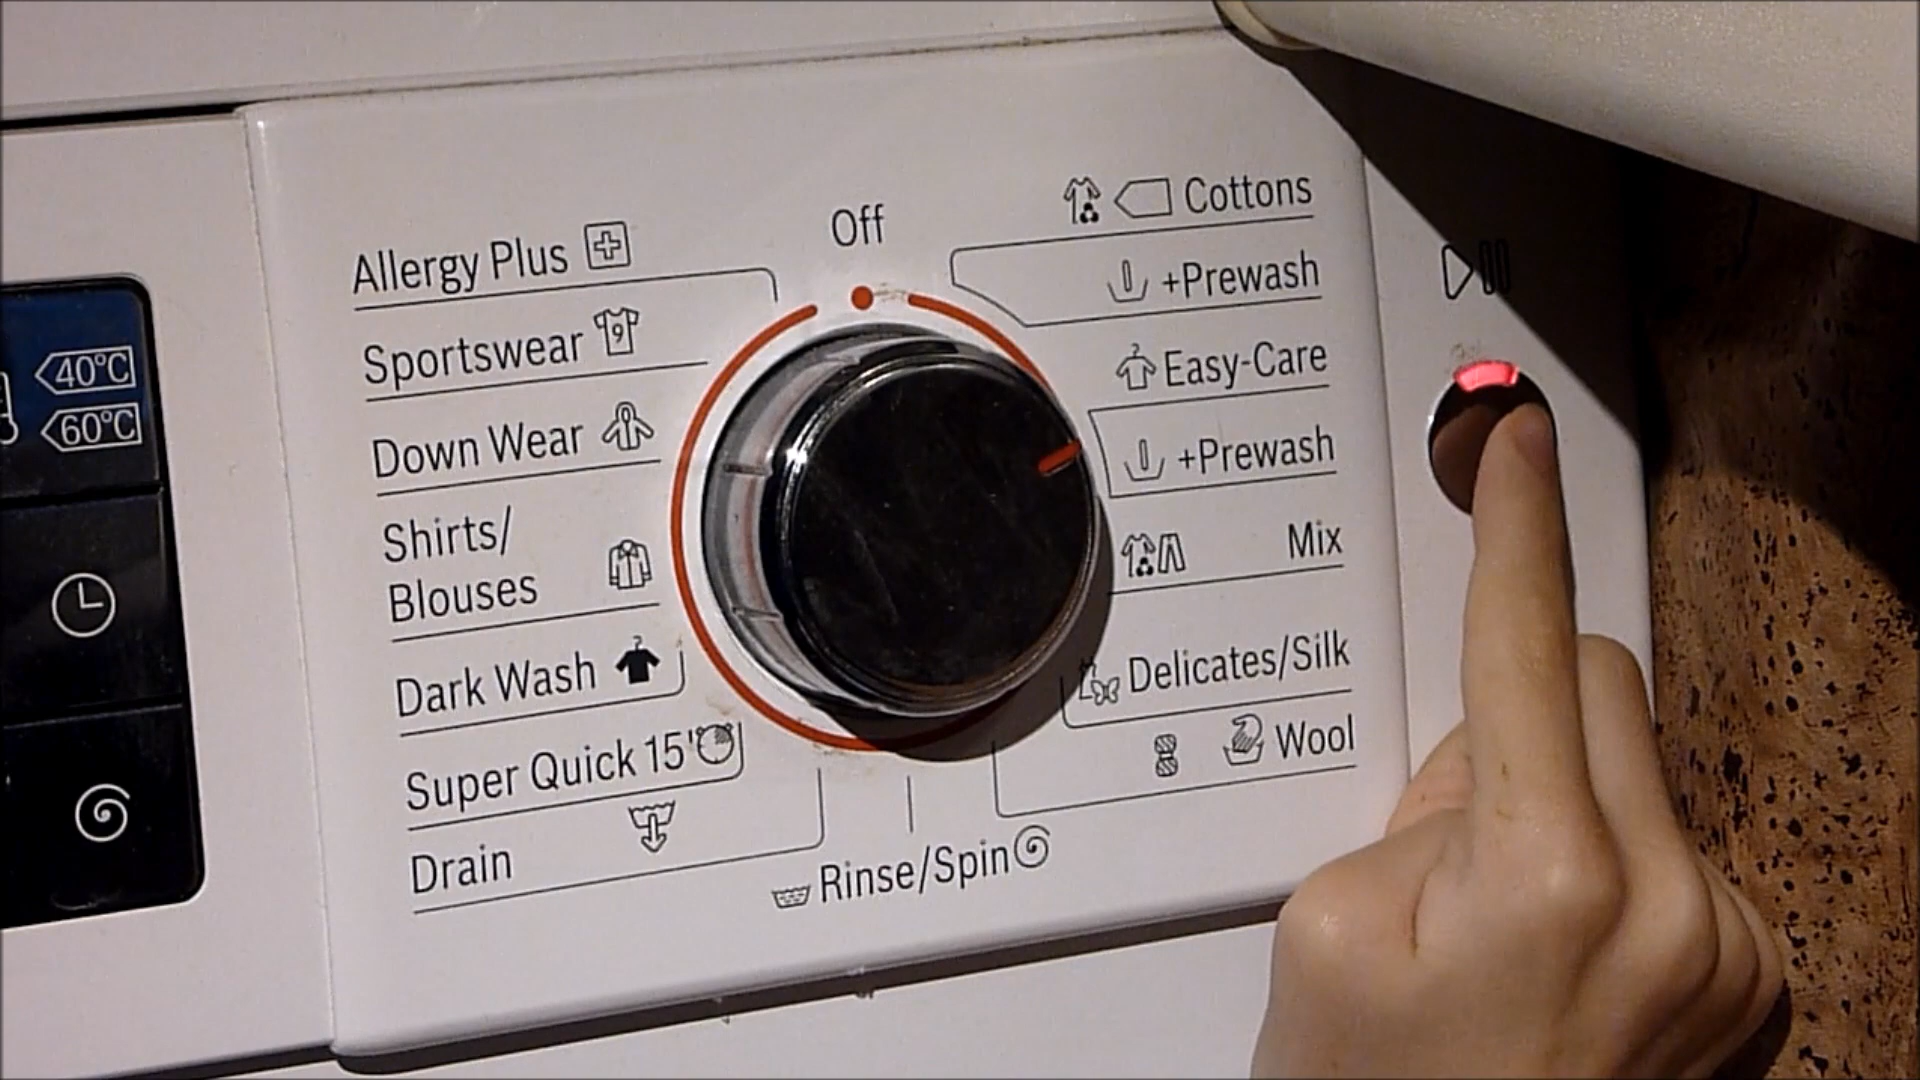 Off
Allergy Plus
Sportswear 9
Down Wear
Shirts/
Blouses
Dark Wash
Super Quick 15'
Drain
Rinse/Spin
Cottons
+Prewash
Easy-Care
+Prewash
Mix
Delicates/Silk
Wool
40°C
60°C